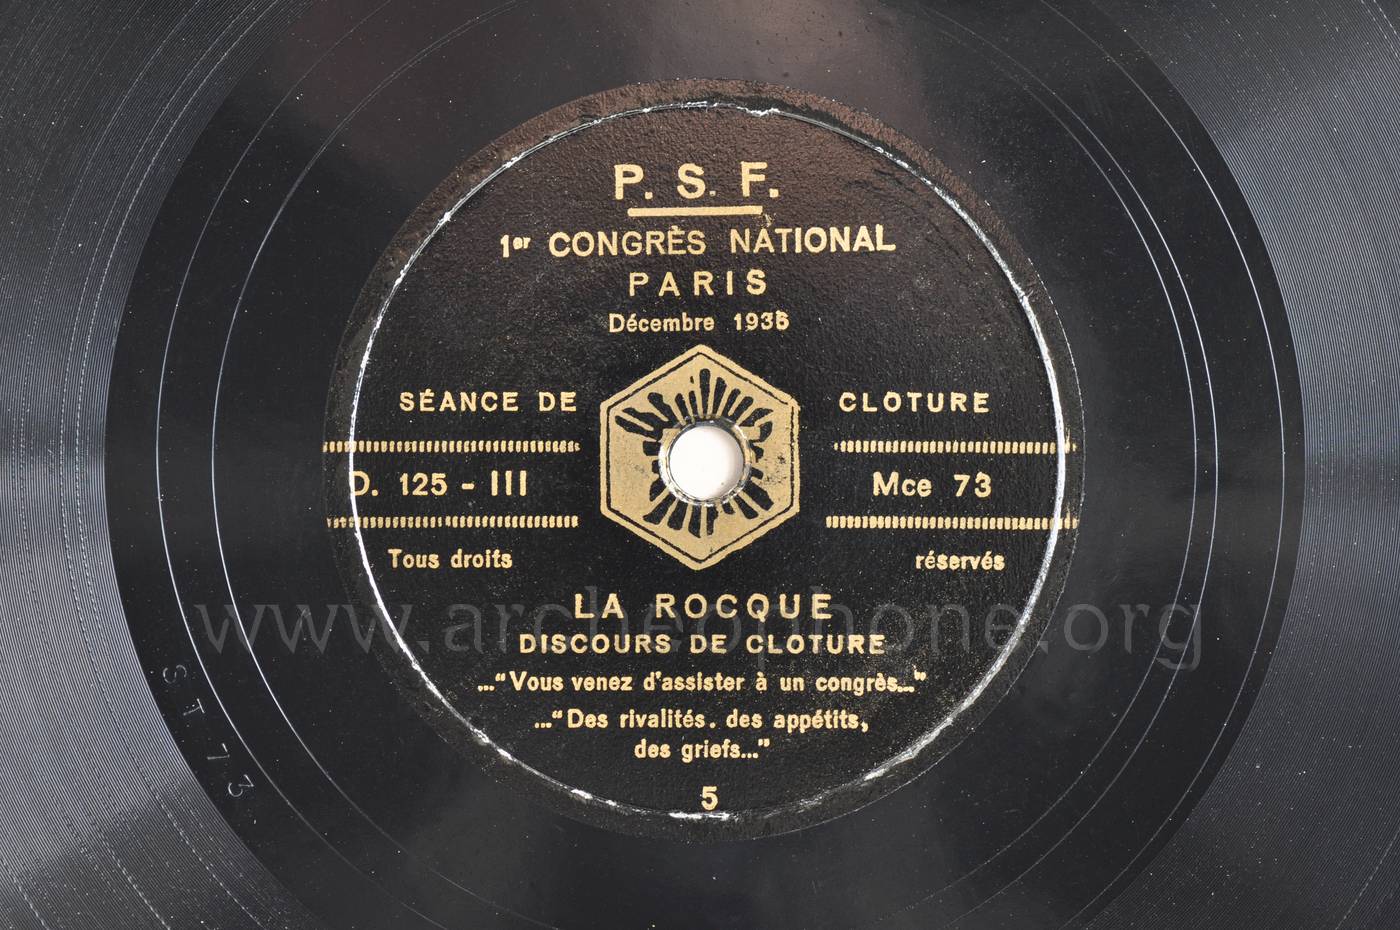 P. S. F.
1er CONGRÈS NATIONAL
PARIS
Décembre 1936
SÉANCE DE CLOTURE
D. 125 - III Mce 73
Tous droits réservés
www.archeophone.org
LA ROCQUE
DISCOURS DE CLOTURE
..."Vous venez d'assister à un congrès..."
..."Des rivalités. des appétits,
des griefs..."
5
ST 73